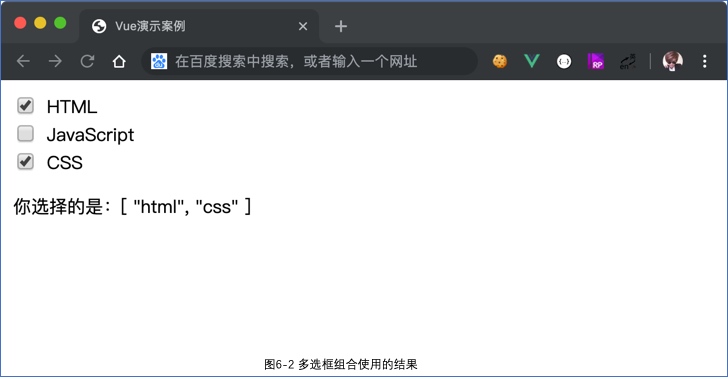 Vue演示案例
在百度搜索中搜索，或者输入一个网址
RP
en
HTML
JavaScript
CSS
你选择的是：[ "html", "css" ]
图6-2 多选框组合使用的结果